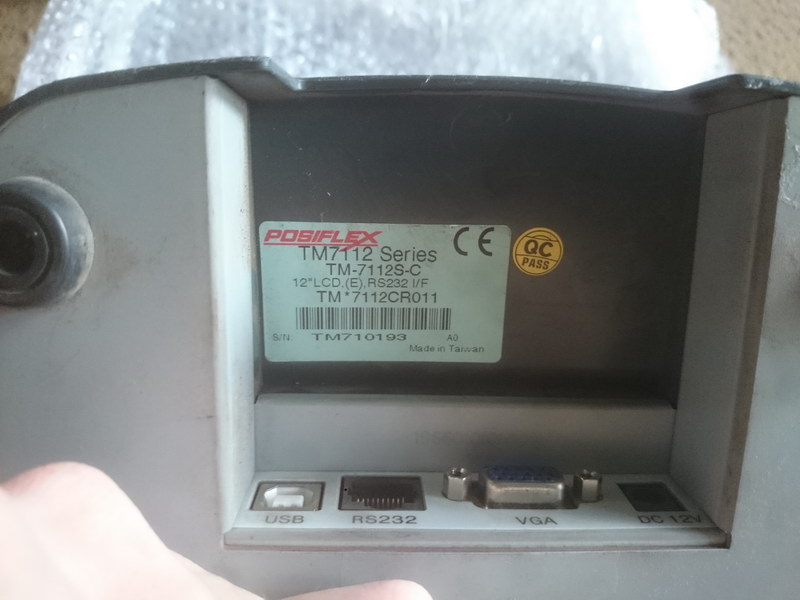 POSIFLEX
TM7112 Series
TM-7112S-C
12"LCD,(E),RS232 I/F
TM*7112CR011
S/N: TM710193 A0
Made in Taiwan
CE
QC
PASS
USB
RS232
VGA
DC 12V